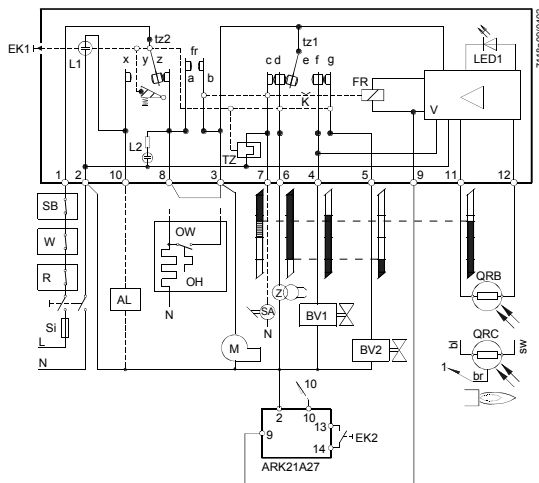 tz2
tz1
EK1
L1
x
y
z
fr
a
b
c d
e
f
g
LED1
FR
K
V
L2
TZ
1
2
10
8
3
7
6
4
5
9
11
12
SB
W
R
Si
L
N
AL
OW
OH
N
M
Z
SA
N
BV1
BV2
QRB
QRC
bl
sw
br
1
10
2
10
9
13
14
EK2
ARK21A27